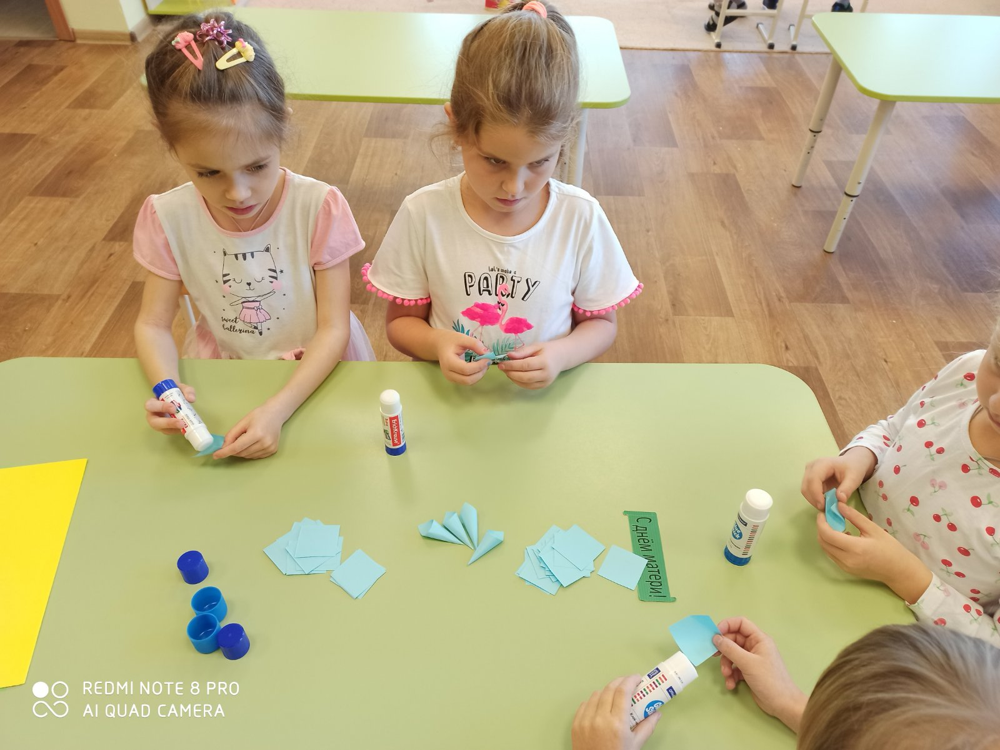 let's make a
PARTY
sweet
ballerina
ErichKrause
С днём матери!
REDMI NOTE 8 PRO
AI QUAD CAMERA